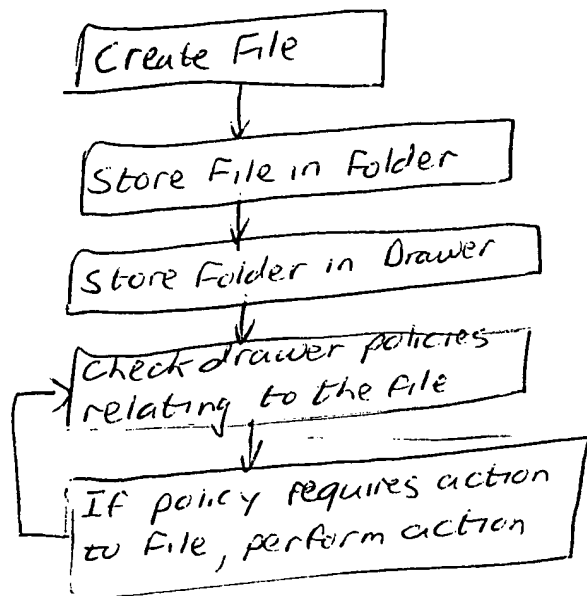 Create File
Store File in Folder
Store Folder in Drawer
Check drawer policies
relating to the file
If policy requires action
to File, perform action